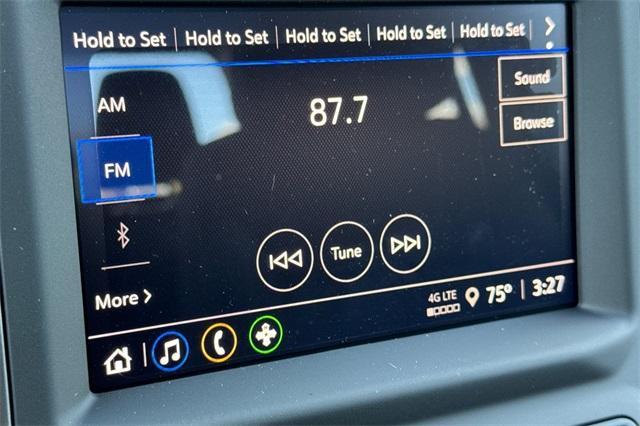 Hold to Set Hold to Set Hold to Set Hold to Set Hold to Set
AM 87.7 Sound
Browse
FM
Tune
More
4G LTE 75° 3:27